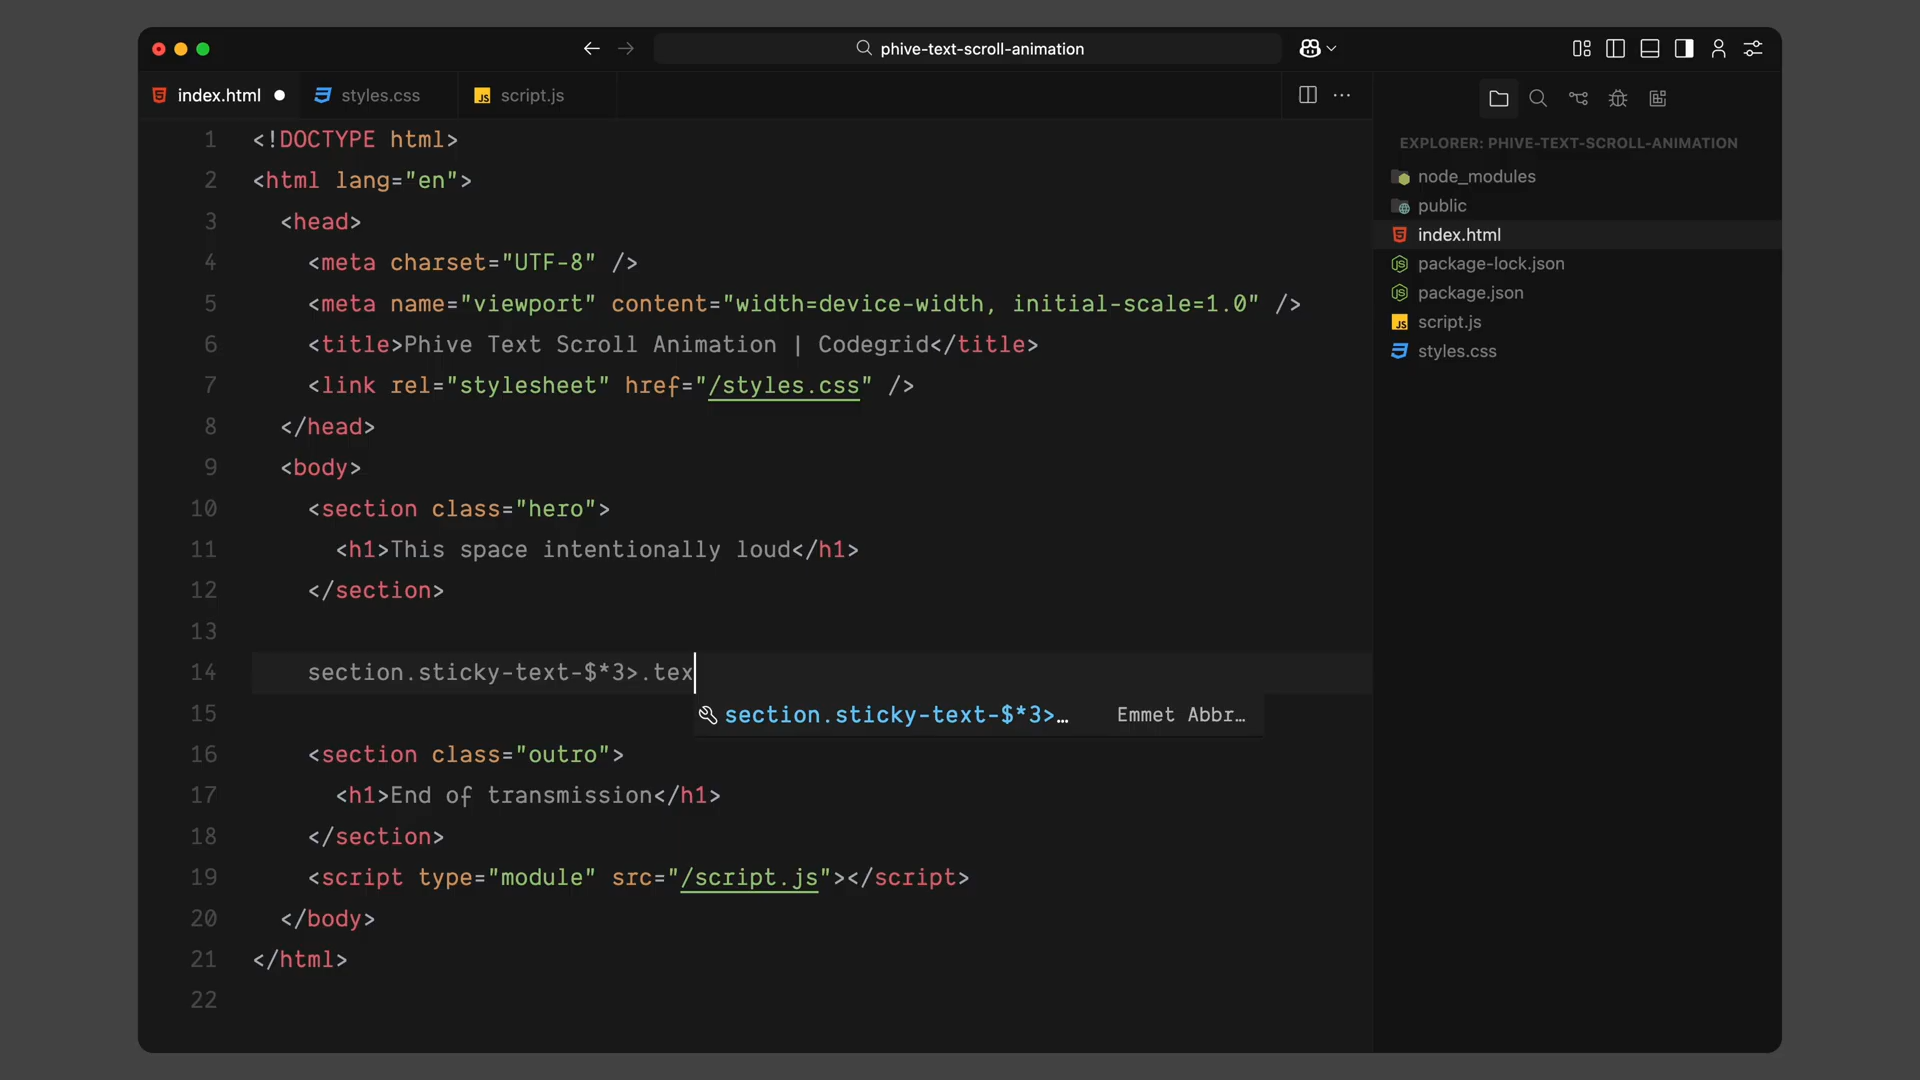 phive-text-scroll-animation
index.html
styles.css
script.js
1 <!DOCTYPE html>
2 <html lang="en">
3 <head>
4 <meta charset="UTF-8" />
5 <meta name="viewport" content="width=device-width, initial-scale=1.0" />
6 <title>Phive Text Scroll Animation | Codegrid</title>
7 <link rel="stylesheet" href="/styles.css" />
8 </head>
9 <body>
10 <section class="hero">
11 <h1>This space intentionally loud</h1>
12 </section>
13
14 section.sticky-text-$*3>.tex
15
section.sticky-text-$*3>… Emmet Abbr…
16 <section class="outro">
17 <h1>End of transmission</h1>
18 </section>
19 <script type="module" src="/script.js"></script>
20 </body>
21 </html>
22
EXPLORER: PHIVE-TEXT-SCROLL-ANIMATION
node_modules
public
index.html
package-lock.json
package.json
script.js
styles.css